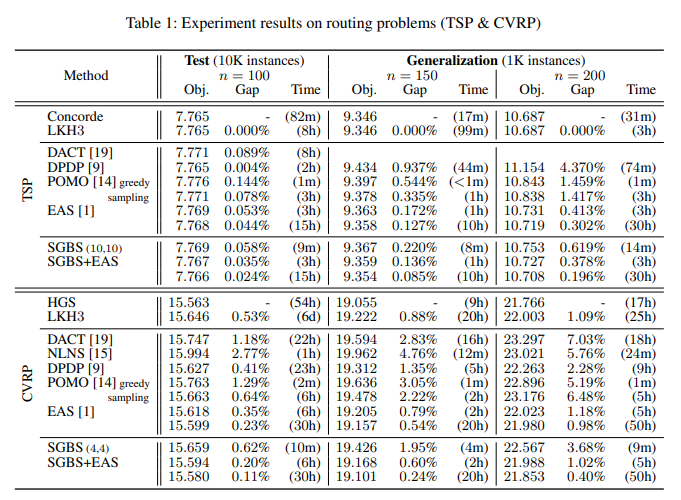 Table 1: Experiment results on routing problems (TSP & CVRP)
Method Test (10K instances) Generalization (1K instances)
n = 100 n = 150 n = 200
Obj. Gap Time Obj. Gap Time Obj. Gap Time
TSP
Concorde 7.765 - (82m) 9.346 - (17m) 10.687 - (31m)
LKH3 7.765 0.000% (8h) 9.346 0.000% (99m) 10.687 0.000% (3h)
DACT [19] 7.771 0.089% (8h)
DPDP [9] 7.765 0.004% (2h) 9.434 0.937% (44m) 11.154 4.370% (74m)
POMO [14] greedy 7.776 0.144% (1m) 9.397 0.544% (<1m) 10.843 1.459% (1m)
sampling 7.771 0.078% (3h) 9.378 0.335% (1h) 10.838 1.417% (3h)
EAS [1] 7.769 0.053% (3h) 9.363 0.172% (1h) 10.731 0.413% (3h)
7.768 0.044% (15h) 9.358 0.127% (10h) 10.719 0.302% (30h)
SGBS (10,10) 7.769 0.058% (9m) 9.367 0.220% (8m) 10.753 0.619% (14m)
SGBS+EAS 7.767 0.035% (3h) 9.359 0.136% (1h) 10.727 0.378% (3h)
7.766 0.024% (15h) 9.354 0.085% (10h) 10.708 0.196% (30h)
CVRP
HGS 15.563 - (54h) 19.055 - (9h) 21.766 - (17h)
LKH3 15.646 0.53% (6d) 19.222 0.88% (20h) 22.003 1.09% (25h)
DACT [19] 15.747 1.18% (22h) 19.594 2.83% (16h) 23.297 7.03% (18h)
NLNS [15] 15.994 2.77% (1h) 19.962 4.76% (12m) 23.021 5.76% (24m)
DPDP [9] 15.627 0.41% (23h) 19.312 1.35% (5h) 22.263 2.28% (9h)
POMO [14] greedy 15.763 1.29% (2m) 19.636 3.05% (1m) 22.896 5.19% (1m)
sampling 15.663 0.64% (6h) 19.478 2.22% (2h) 23.176 6.48% (5h)
EAS [1] 15.618 0.35% (6h) 19.205 0.79% (2h) 22.023 1.18% (5h)
15.599 0.23% (30h) 19.157 0.54% (20h) 21.980 0.98% (50h)
SGBS (4,4) 15.659 0.62% (10m) 19.426 1.95% (4m) 22.567 3.68% (9m)
SGBS+EAS 15.594 0.20% (6h) 19.168 0.60% (2h) 21.988 1.02% (5h)
15.580 0.11% (30h) 19.101 0.24% (20h) 21.853 0.40% (50h)